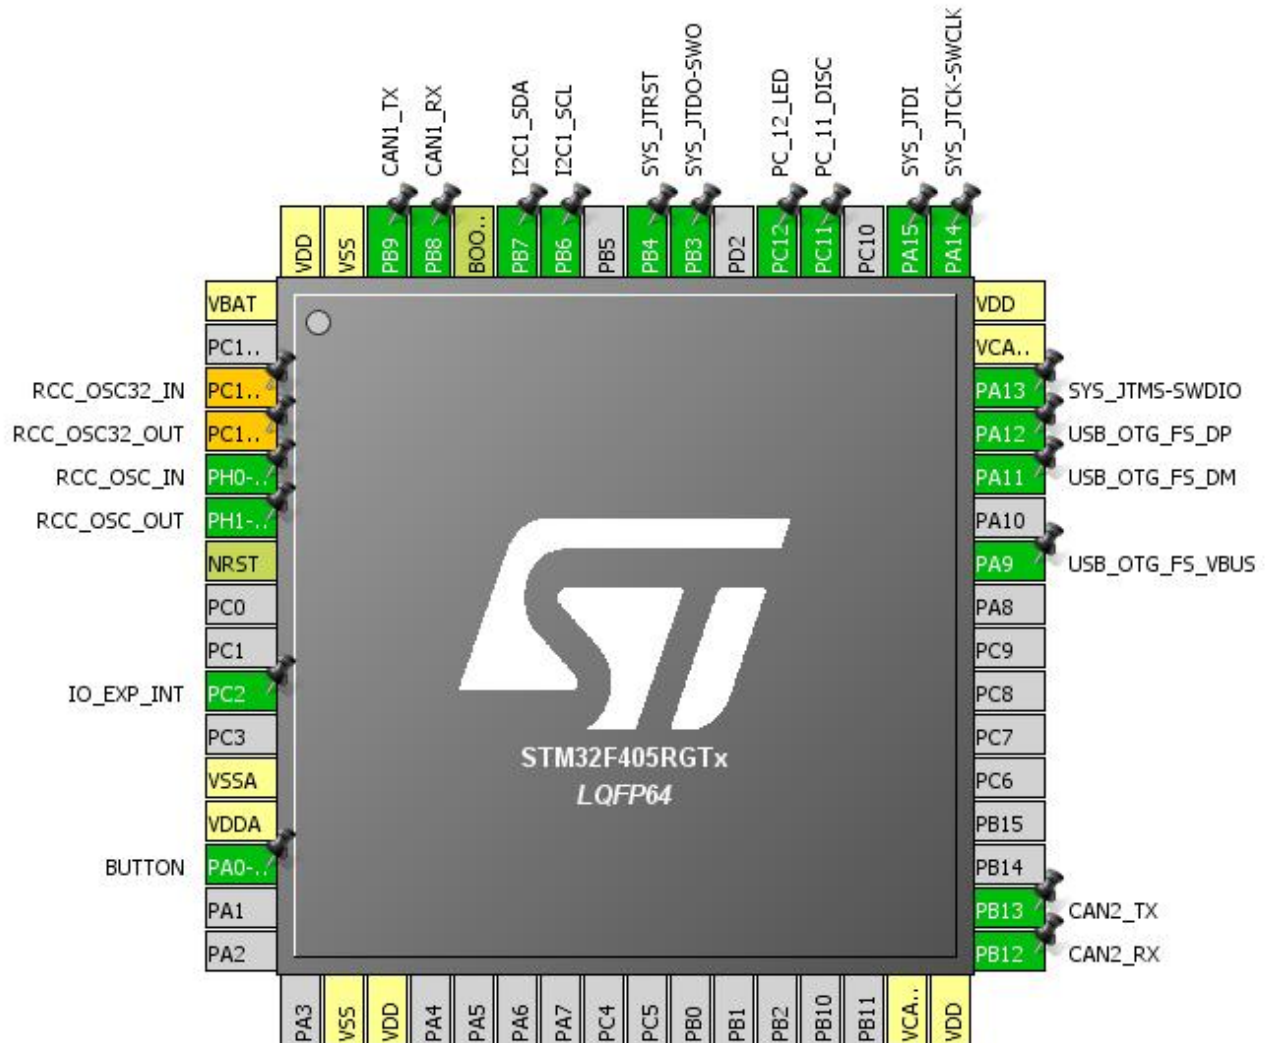 CAN1_TX
CAN1_RX
I2C1_SDA
I2C1_SCL
SYS_JTRST
SYS_JTDO-SWO
PC_12_LED
PC_11_DISC
SYS_JTDI
SYS_JTCK-SWCLK
VDD
VSS
PB9
PB8
BOO..
PB7
PB6
PB5
PB4
PB3
PD2
PC12
PC11
PC10
PA15
PA14
VBAT
PC1..
RCC_OSC32_IN PC1..
RCC_OSC32_OUT PC1..
RCC_OSC_IN PH0-..
RCC_OSC_OUT PH1-..
NRST
PC0
PC1
IO_EXP_INT PC2
PC3
VSSA
VDDA
BUTTON PA0-..
PA1
PA2
ST
STM32F405RGTx
LQFP64
VDD
VCA..
PA13 SYS_JTMS-SWDIO
PA12 USB_OTG_FS_DP
PA11 USB_OTG_FS_DM
PA10
PA9 USB_OTG_FS_VBUS
PA8
PC9
PC8
PC7
PC6
PB15
PB14
PB13 CAN2_TX
PB12 CAN2_RX
PA3
VSS
VDD
PA4
PA5
PA6
PA7
PC4
PC5
PB0
PB1
PB2
PB10
PB11
VCA..
VDD